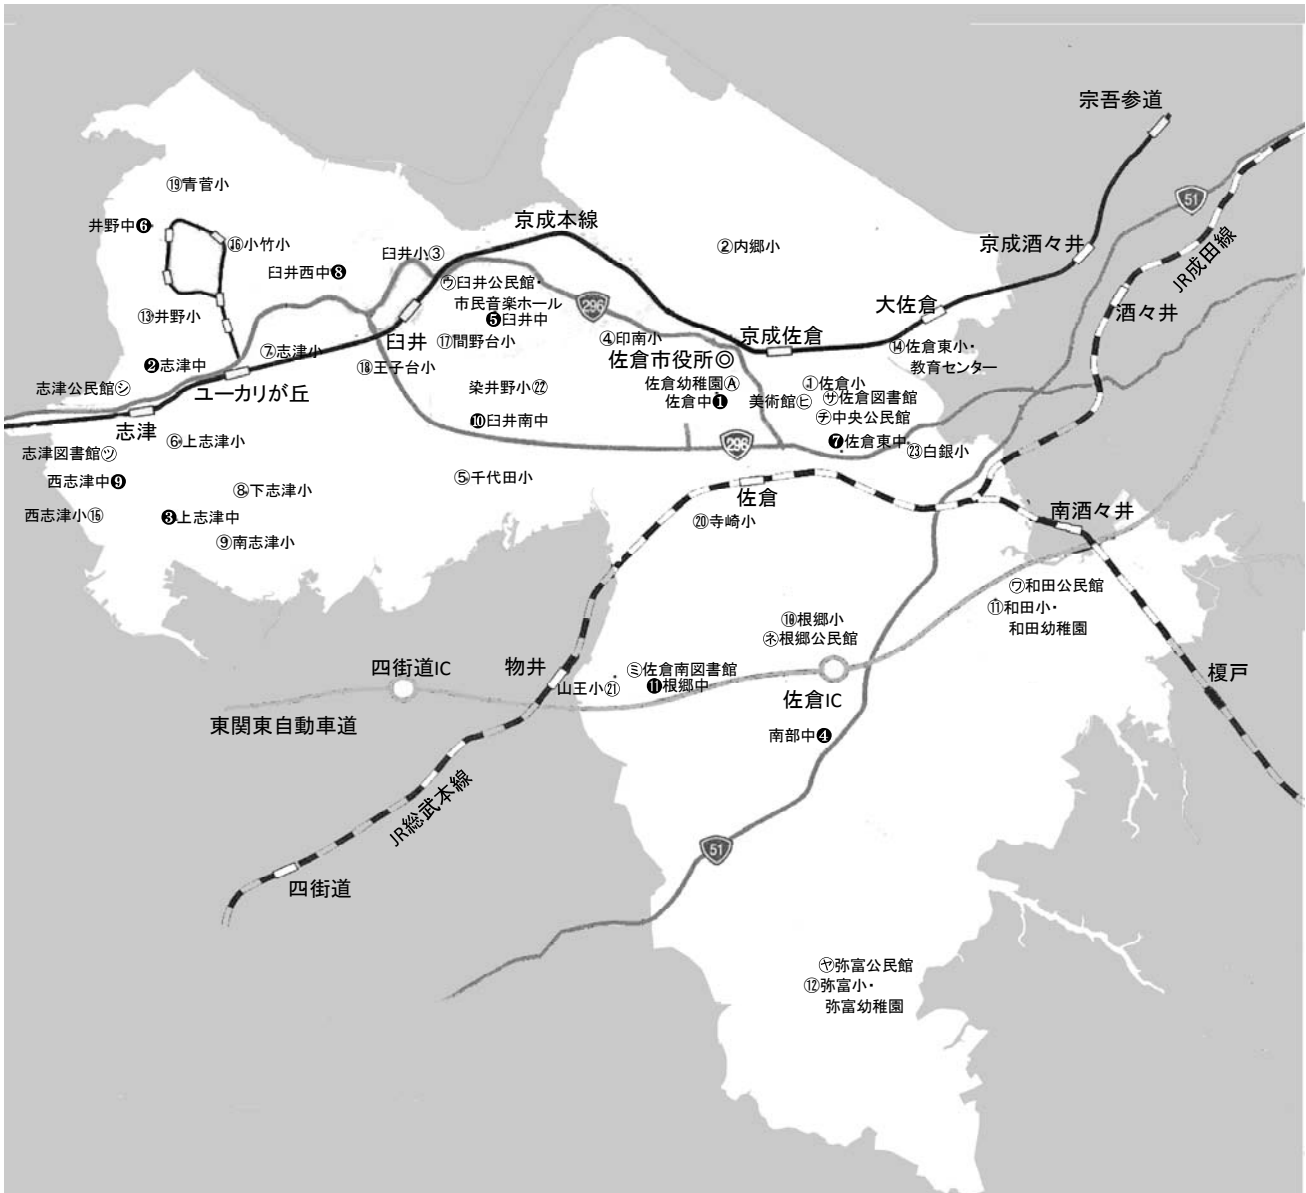 宗吾参道
51
⑲青菅小
井野中❻
⑯小竹小
京成本線
臼井小③
②内郷小
京成酒々井
JR成田線
臼井西中❽
㋒臼井公民館・
市民音楽ホール
❺臼井中
296
大佐倉
酒々井
⑬井野小
臼井
⑰間野台小
④印南小
京成佐倉
⑭佐倉東小・
教育センター
❷志津中
⑦志津小
⑱王子台小
佐倉市役所◎
志津公民館㋛
ユーカリが丘
染井野小㉒
佐倉幼稚園Ⓐ
佐倉中❶
美術館㋪
①佐倉小
㋚佐倉図書館
㋠中央公民館
志津
❿臼井南中
⑥上志津小
296
❼佐倉東中
㉓白銀小
志津図書館㋡
西志津中❾
⑧下志津小
⑤千代田小
佐倉
西志津小⑮
❸上志津中
⑨南志津小
⑳寺崎小
南酒々井
㋻和田公民館
⑪和田小・
和田幼稚園
⑩根郷小
㋧根郷公民館
四街道IC
物井
㋯佐倉南図書館
山王小㉑
⓫根郷中
佐倉IC
榎戸
東関東自動車道
南部中❹
JR総武本線
51
四街道
㋳弥富公民館
⑫弥富小・
弥富幼稚園